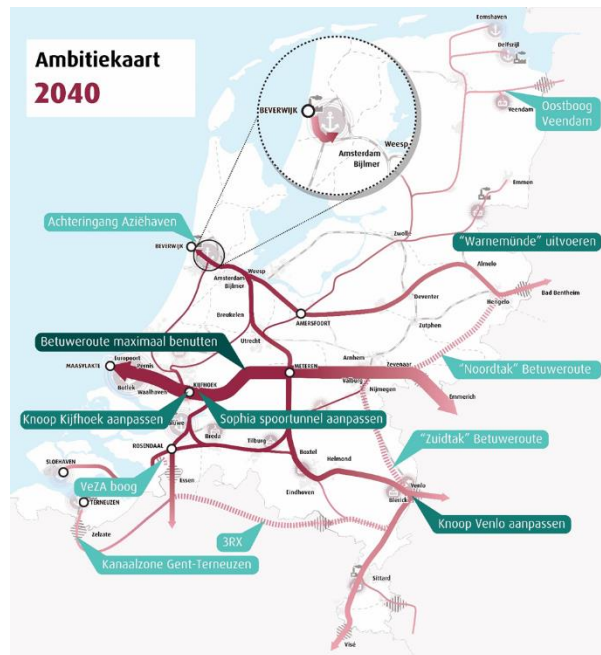 Ambitiekaart
2040
Eemshaven
Delfzijl
Veendam
Oostboog
Veendam
BEVERWIJK
Weesp
Amsterdam
Bijlmer
Emmen
Achteringang Aziëhaven
Zwolle
"Warnemünde" uitvoeren
BEVERWIJK
Weesp
Almelo
Amsterdam
Bijlmer
Deventer
Bad Bentheim
Hengelo
Breukelen
AMERSFOORT
Zutphen
Betuweroute maximaal benutten
Utrecht
Europoort
Pernis
MAASVLAKTE
Arnhem
Zevenaar
"Noordtak" Betuweroute
METEREN
Valburg
Botlek
Waalhaven
KIJFHOEK
Nijmegen
Emmerich
Knoop Kijfhoek aanpassen
Sophia spoortunnel aanpassen
Breda
Tilburg
"Zuidtak" Betuweroute
ROSENDAAL
Boxtel
Helmond
SLOEHAVEN
VeZA boog
Essen
Venlo
Eindhoven
Blerick
TERNEUZEN
Knoop Venlo aanpassen
Zelzate
3RX
Kanaalzone Gent-Terneuzen
Sittard
Visé